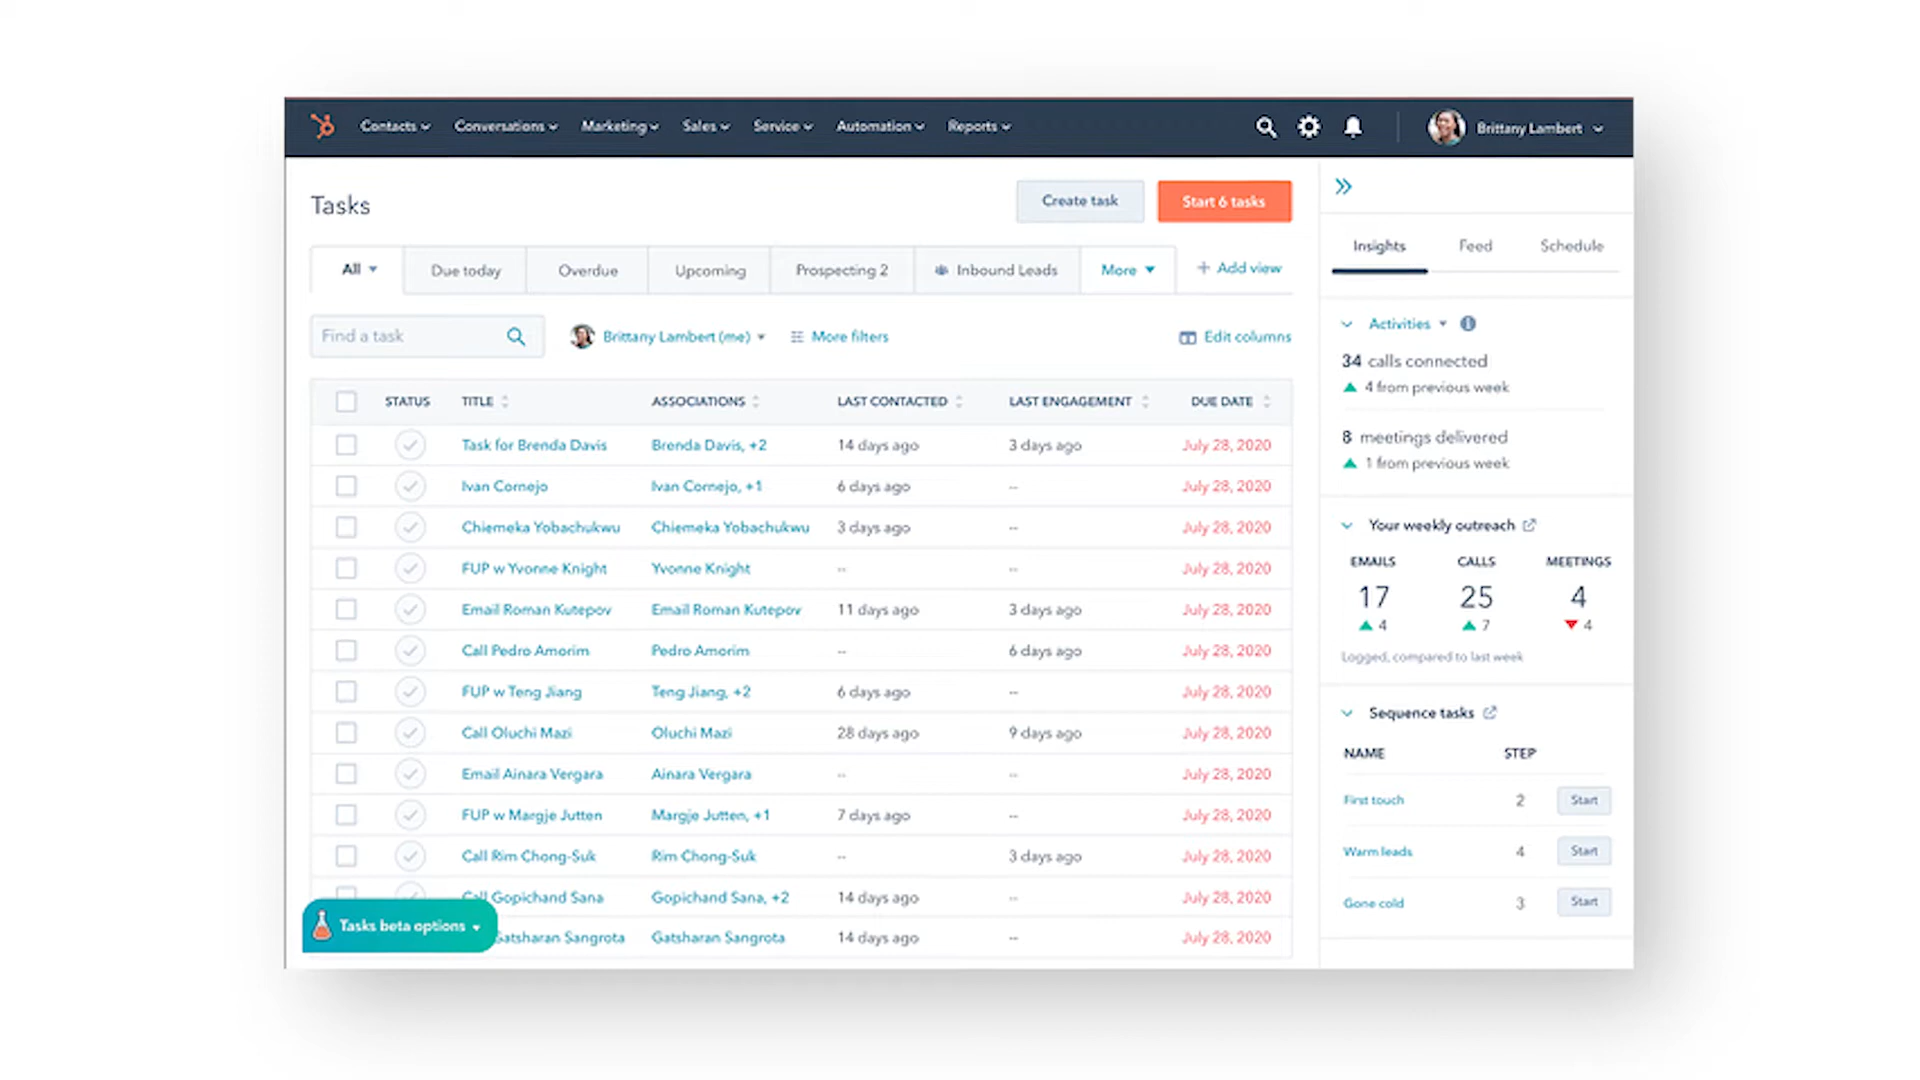 Contacts Conversations Marketing Sales Service Automation Reports Brittany Lambert
Tasks
Create task
Start 6 tasks
All Due today Overdue Upcoming Prospecting 2 Inbound Leads More + Add view
Find a task
Brittany Lambert (me)
More filters
Edit columns
STATUS TITLE ASSOCIATIONS LAST CONTACTED LAST ENGAGEMENT DUE DATE
Task for Brenda Davis Brenda Davis, +2 14 days ago 3 days ago July 28, 2020
Ivan Cornejo Ivan Cornejo, +1 6 days ago -- July 28, 2020
Chiemeka Yobachukwu Chiemeka Yobachukwu 3 days ago -- July 28, 2020
FUP w Yvonne Knight Yvonne Knight -- -- July 28, 2020
Email Roman Kutepov Email Roman Kutepov 11 days ago 3 days ago July 28, 2020
Call Pedro Amorim Pedro Amorim -- 6 days ago July 28, 2020
FUP w Teng Jiang Teng Jiang, +2 6 days ago -- July 28, 2020
Call Oluchi Mazi Oluchi Mazi 28 days ago 9 days ago July 28, 2020
Email Ainara Vergara Ainara Vergara -- -- July 28, 2020
FUP w Margje Jutten Margje Jutten, +1 7 days ago -- July 28, 2020
Call Rim Chong-Suk Rim Chong-Suk -- 3 days ago July 28, 2020
Call Gopichand Sana Gopichand Sana, +2 14 days ago -- July 28, 2020
Gatsharan Sangrota Gatsharan Sangrota 14 days ago -- July 28, 2020
Tasks beta options
Insights Feed Schedule
Activities
34 calls connected
4 from previous week
8 meetings delivered
1 from previous week
Your weekly outreach
EMAILS CALLS MEETINGS
17 25 4
4 7 4
Logged, compared to last week
Sequence tasks
NAME STEP
First touch 2 Start
Warm leads 4 Start
Gone cold 3 Start